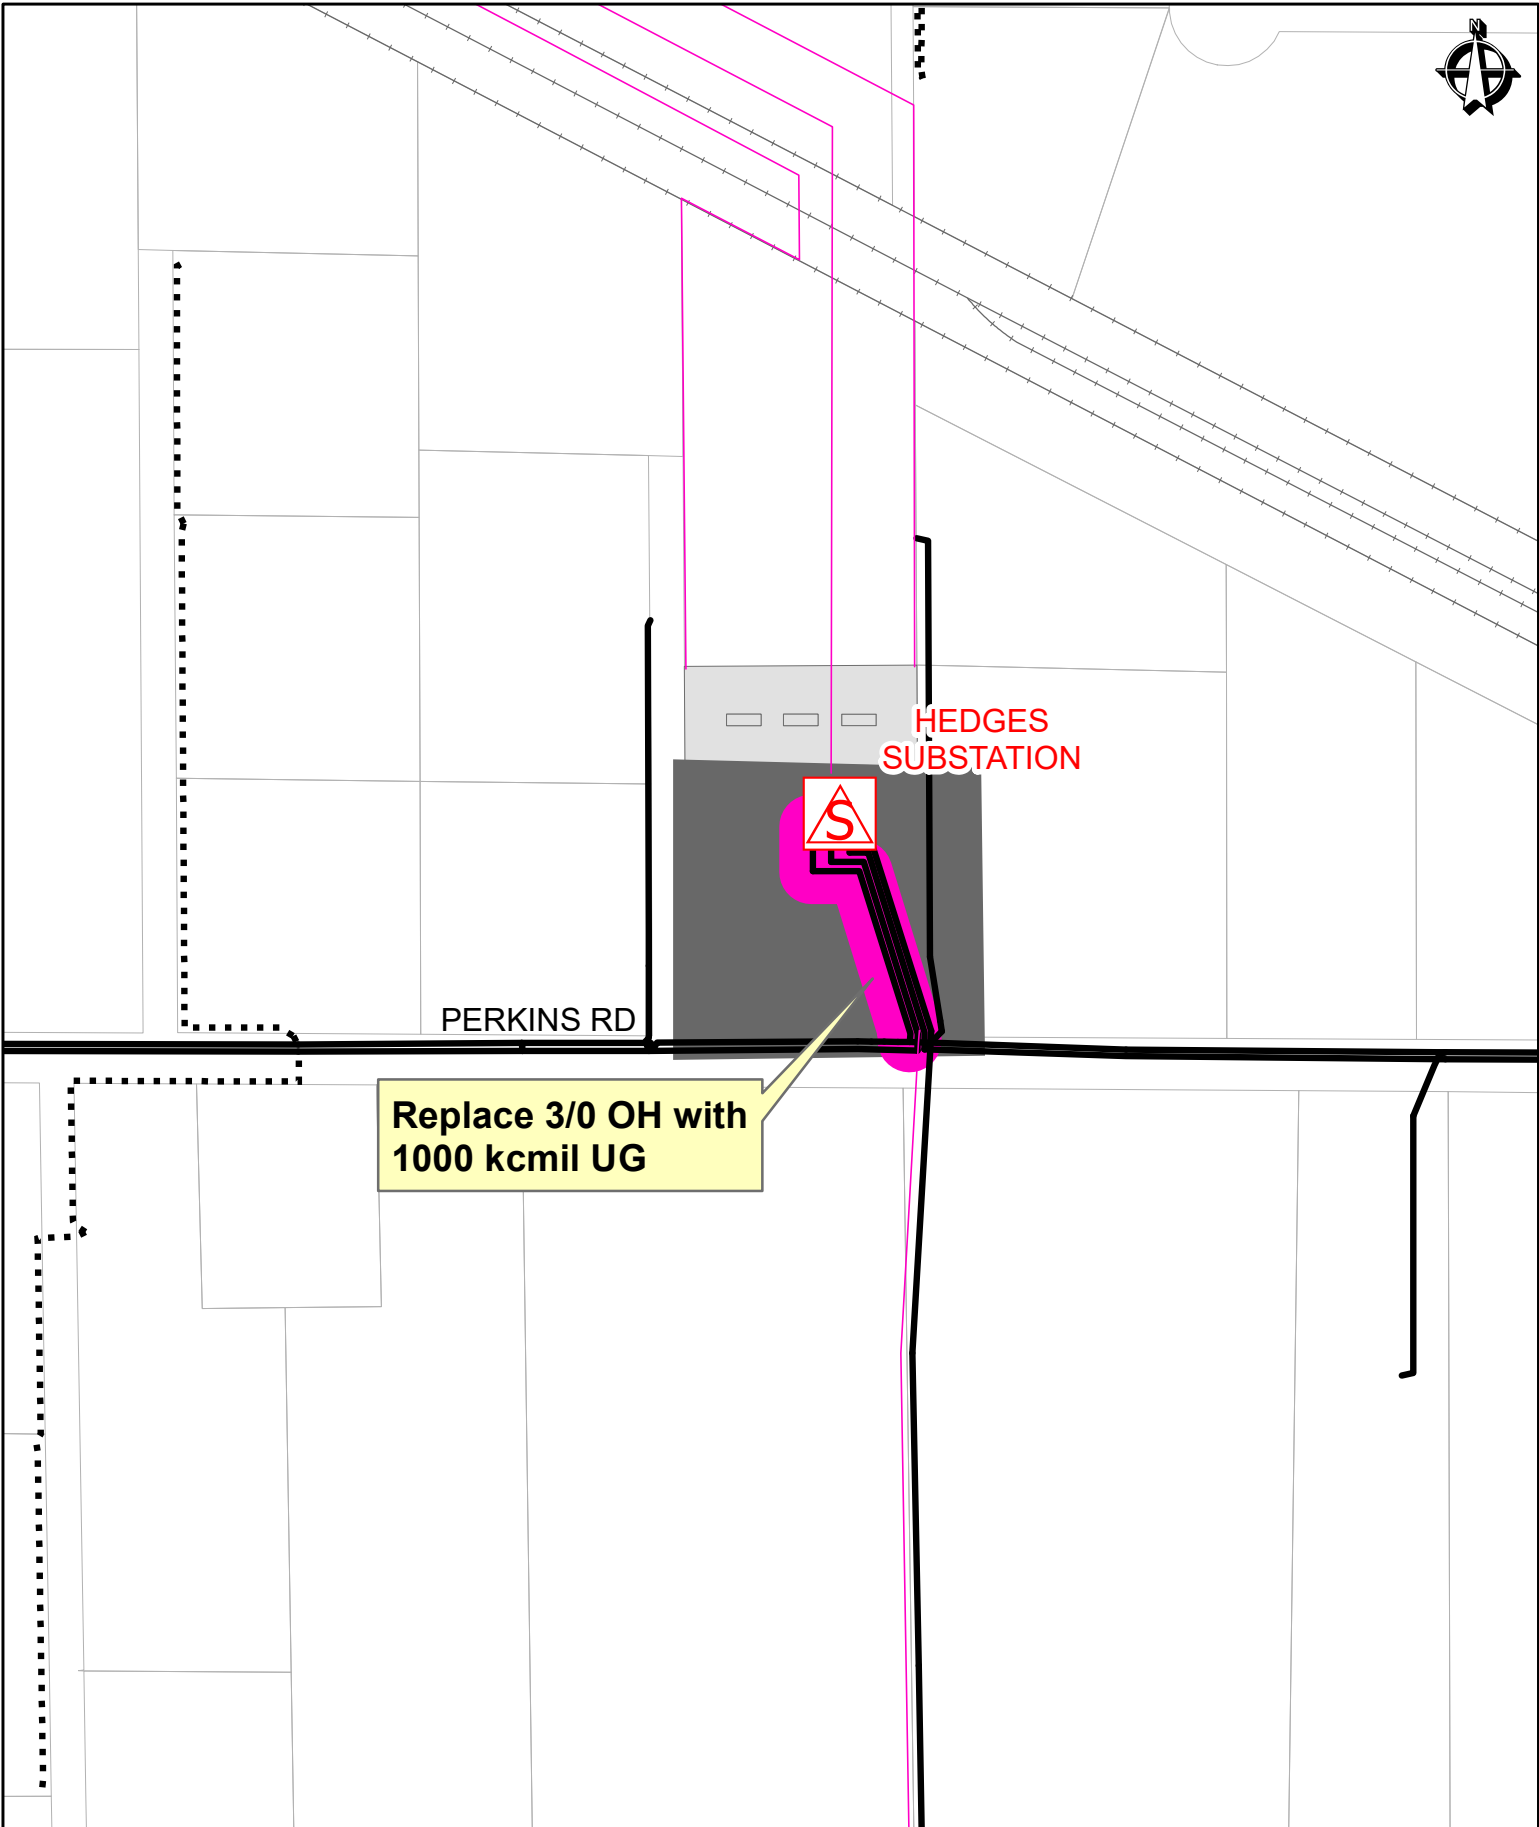 N
HEDGES
SUBSTATION
S
PERKINS RD
Replace 3/0 OH with
1000 kcmil UG